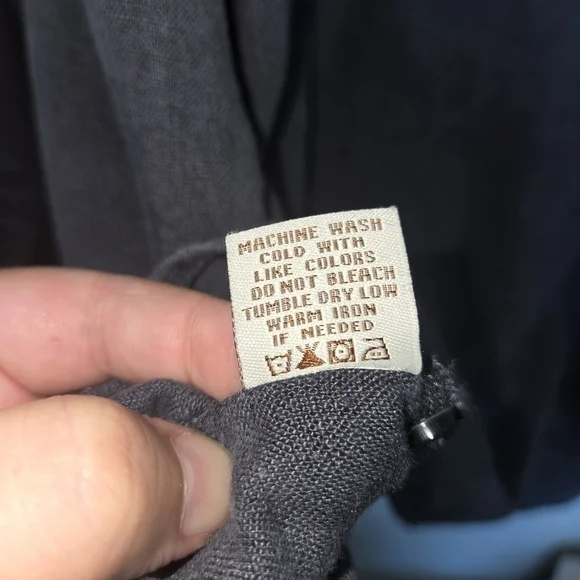 MACHINE WASH
COLD WITH
LIKE COLORS
DO NOT BLEACH
TUMBLE DRY LOW
WARM IRON
IF NEEDED